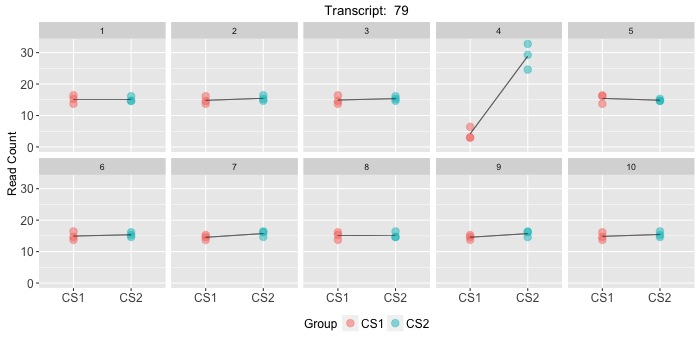 Transcript: 79
1 2 3 4 5
30
20
10
0
Read Count
6 7 8 9 10
30
20
10
0
CS1 CS2 CS1 CS2 CS1 CS2 CS1 CS2 CS1 CS2
Group CS1 CS2